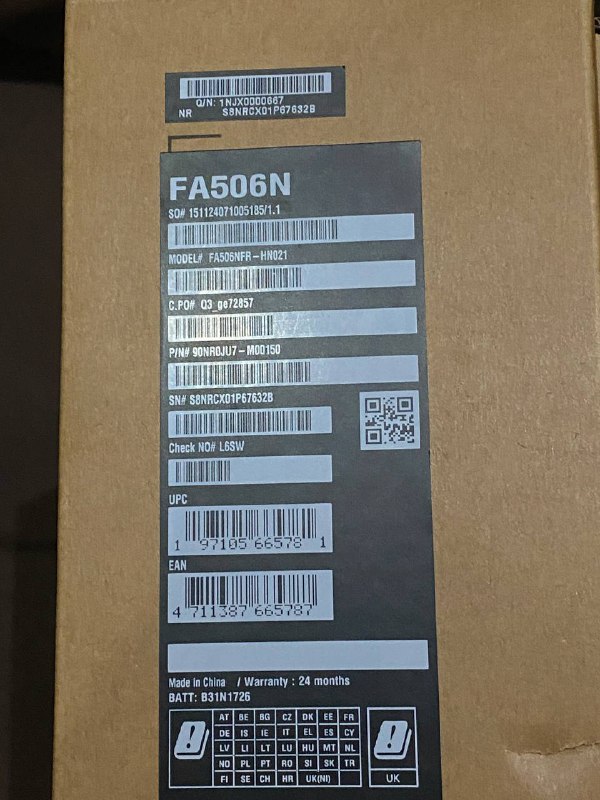 Q/N: 1NJX0000667
NR S8NRCX01P67632B
FA506N
SO# 151124071005185/1.1
MODEL# FA506NFR-HN021
C.PO# Q3_ge72857
P/N# 90NR0JU7-M00150
SN# S8NRCX01P67632B
Check NO# L6SW
UPC
1 97105 66578 1
EAN
4 711387 665787
Made in China / Warranty : 24 months
BATT: B31N1726
AT BE BG CZ DK EE FR
DE IS IE IT EL ES CY
LV LI LT LU HU MT NL
NO PL PT RO SI SK TR
FI SE CH HR UK(NI)
UK